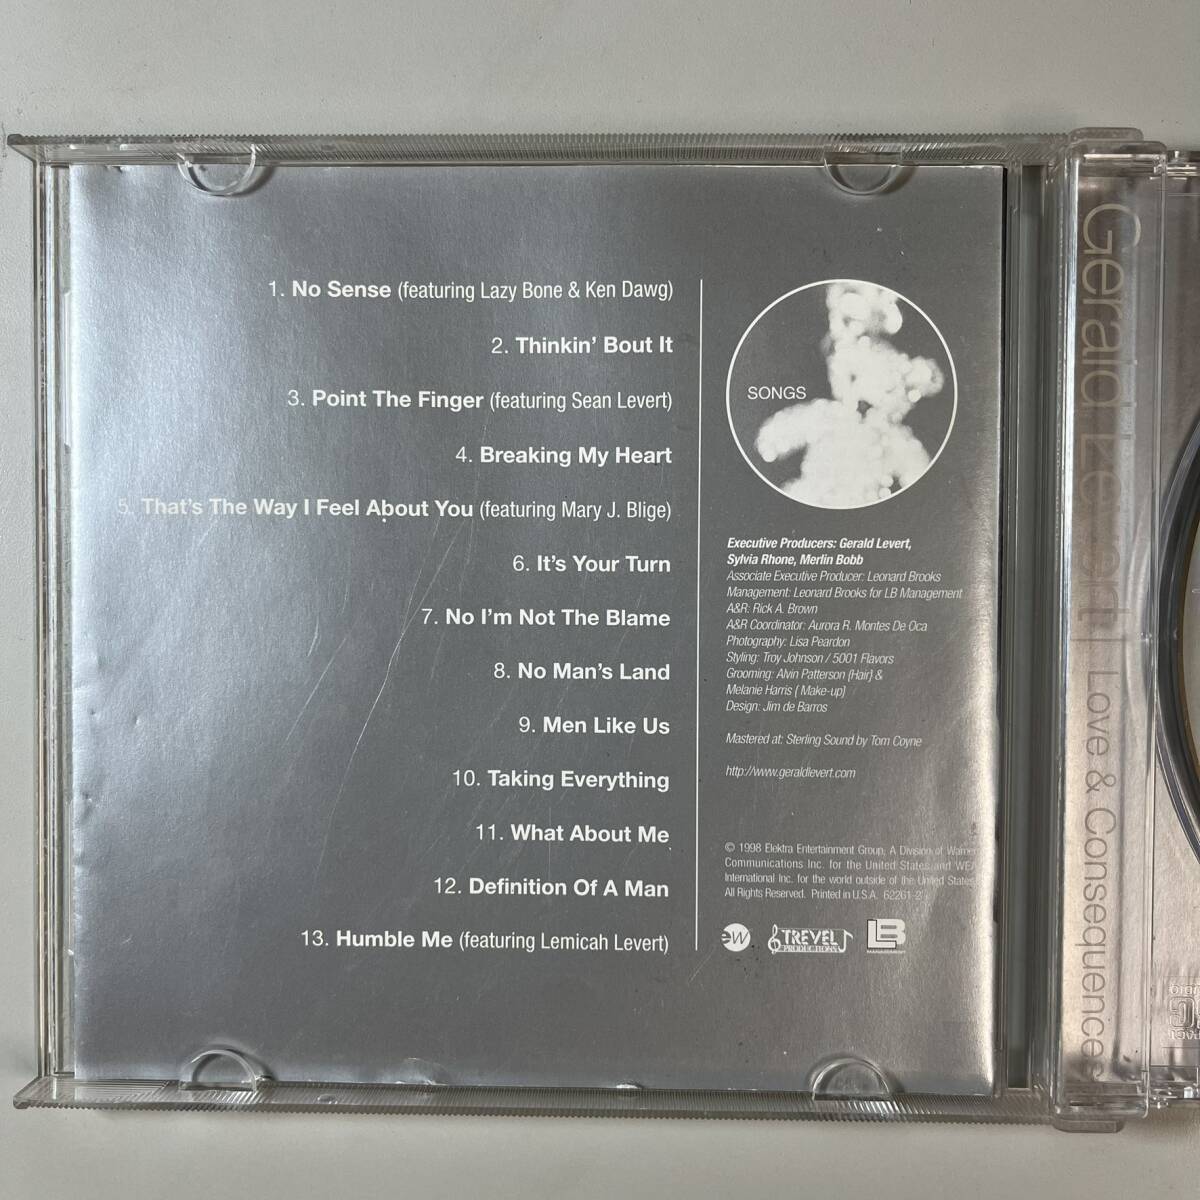 1. No Sense (featuring Lazy Bone & Ken Dawg)
2. Thinkin' Bout It
3. Point The Finger (featuring Sean Levert)
4. Breaking My Heart
5. That's The Way I Feel About You (featuring Mary J. Blige)
6. It's Your Turn
7. No I'm Not The Blame
8. No Man's Land
9. Men Like Us
10. Taking Everything
11. What About Me
12. Definition Of A Man
13. Humble Me (featuring Lemicah Levert)
SONGS
Executive Producers: Gerald Levert,
Sylvia Rhone, Merlin Bobb
Associate Executive Producer: Leonard Brooks
Management: Leonard Brooks for LB Management
A&R: Rick A. Brown
A&R Coordinator: Aurora R. Montes De Oca
Photography: Lisa Peardon
Styling: Troy Johnson / 5001 Flavors
Grooming: Alvin Patterson (Hair) &
Melanie Harris ( Make-up)
Design: Jim de Barros
Mastered at: Sterling Sound by Tom Coyne
http://www.geraldlevert.com
© 1998 Elektra Entertainment Group, A Division of Warner
Communications Inc. for the United States and WEA
International Inc. for the world outside of the United States.
All Rights Reserved. Printed in U.S.A. 62261-2
ew
TREVEL
PRODUCTIONS
LB
Gerald Levert | Love & Consequences